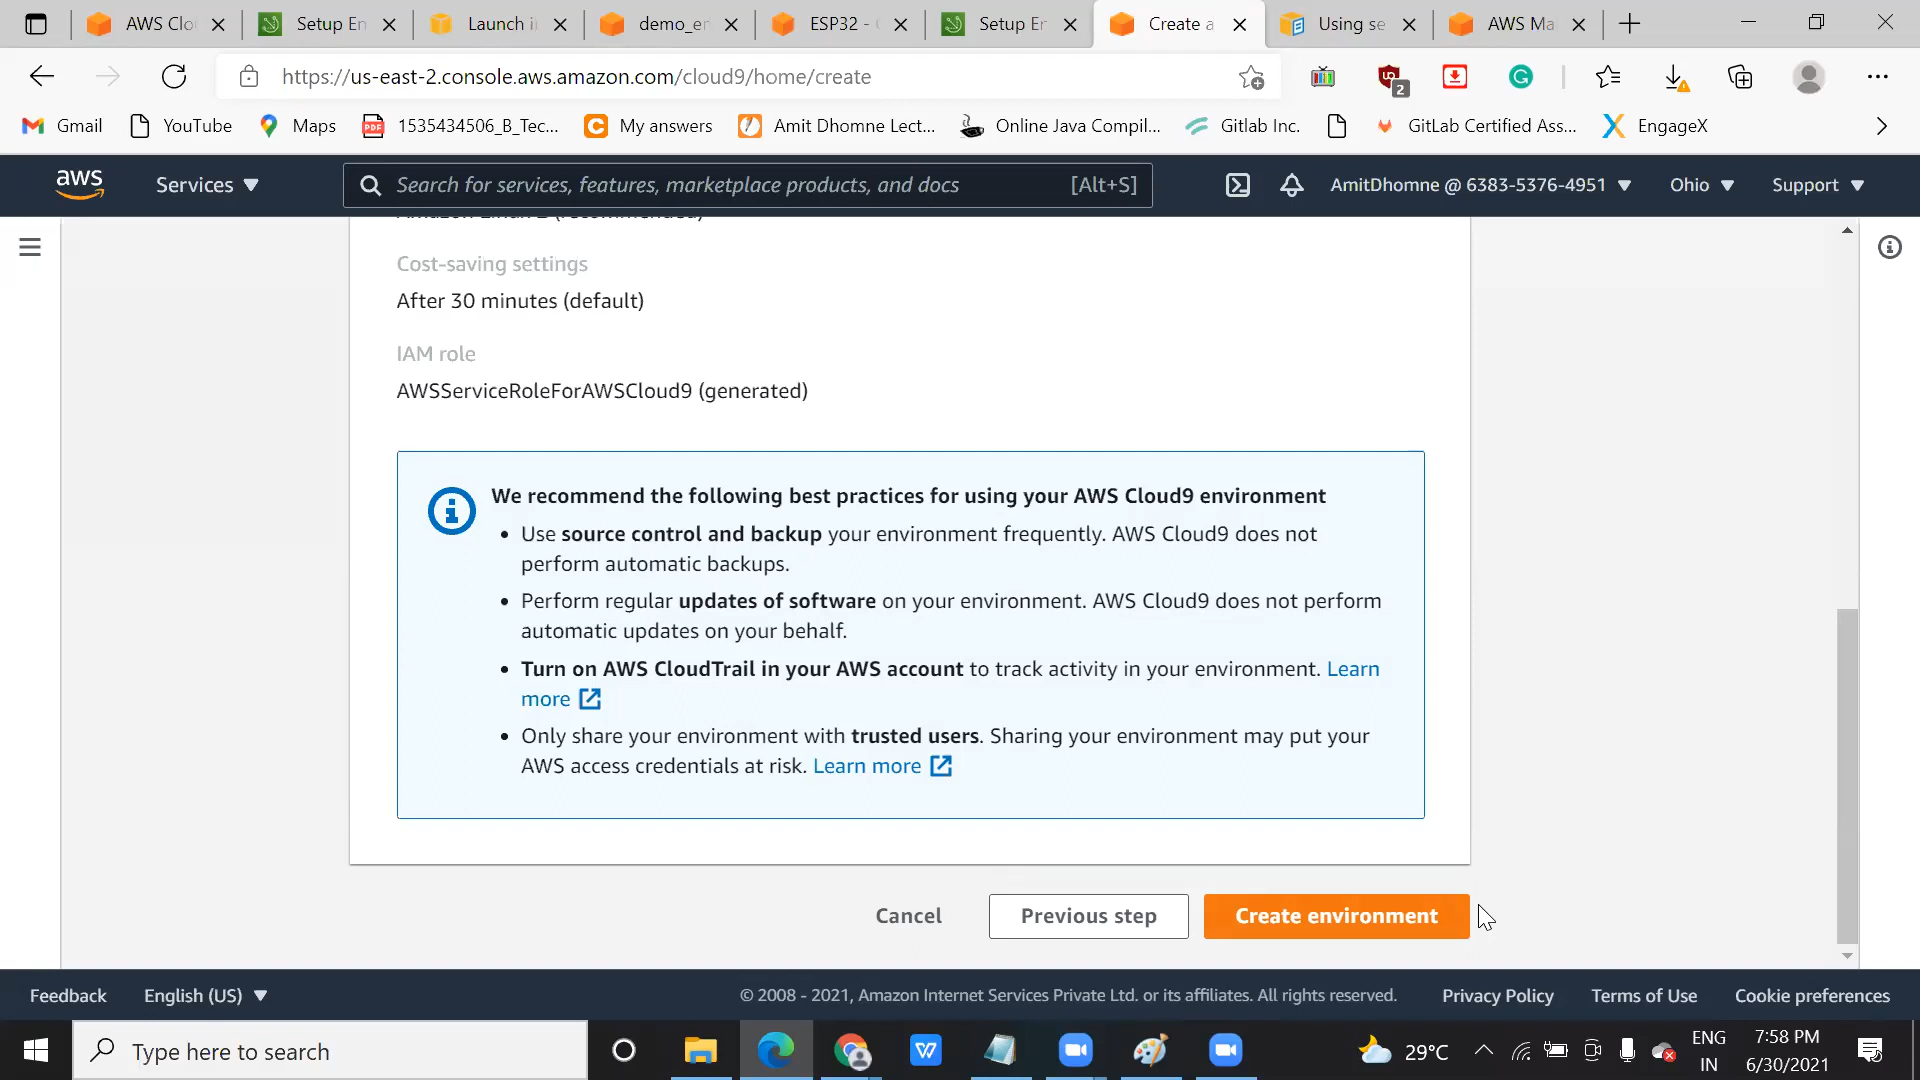 AWS Clo
Setup En
Launch i
demo_en
ESP32 -
Setup En
Create a
Using se
AWS Ma
https://us-east-2.console.aws.amazon.com/cloud9/home/create
2
Gmail
YouTube
Maps
1535434506_B_Tec...
My answers
Amit Dhomne Lect...
Online Java Compil...
Gitlab Inc.
GitLab Certified Ass...
EngageX
aws
Services
Search for services, features, marketplace products, and docs
[Alt+S]
AmitDhomne @ 6383-5376-4951
Ohio
Support
Amazon Linux 2 (recommended)
Cost-saving settings
After 30 minutes (default)
IAM role
AWSServiceRoleForAWSCloud9 (generated)
We recommend the following best practices for using your AWS Cloud9 environment
• Use source control and backup your environment frequently. AWS Cloud9 does not
perform automatic backups.
• Perform regular updates of software on your environment. AWS Cloud9 does not perform
automatic updates on your behalf.
• Turn on AWS CloudTrail in your AWS account to track activity in your environment. Learn
more
• Only share your environment with trusted users. Sharing your environment may put your
AWS access credentials at risk. Learn more
Cancel
Previous step
Create environment
Feedback
English (US)
© 2008 - 2021, Amazon Internet Services Private Ltd. or its affiliates. All rights reserved.
Privacy Policy
Terms of Use
Cookie preferences
Type here to search
29°C
ENG
IN
7:58 PM
6/30/2021